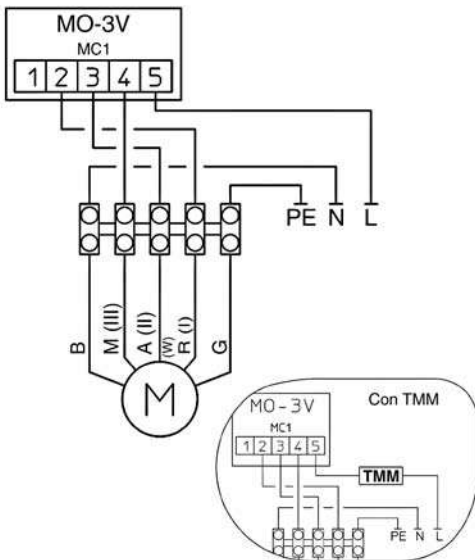 MO-3V
MC1
1 2 3 4 5
PE N L
B
M (III)
A (II)
(W)
R (I)
G
M
MO-3V
Con TMM
MC1
1 2 3 4 5
TMM
PE N L